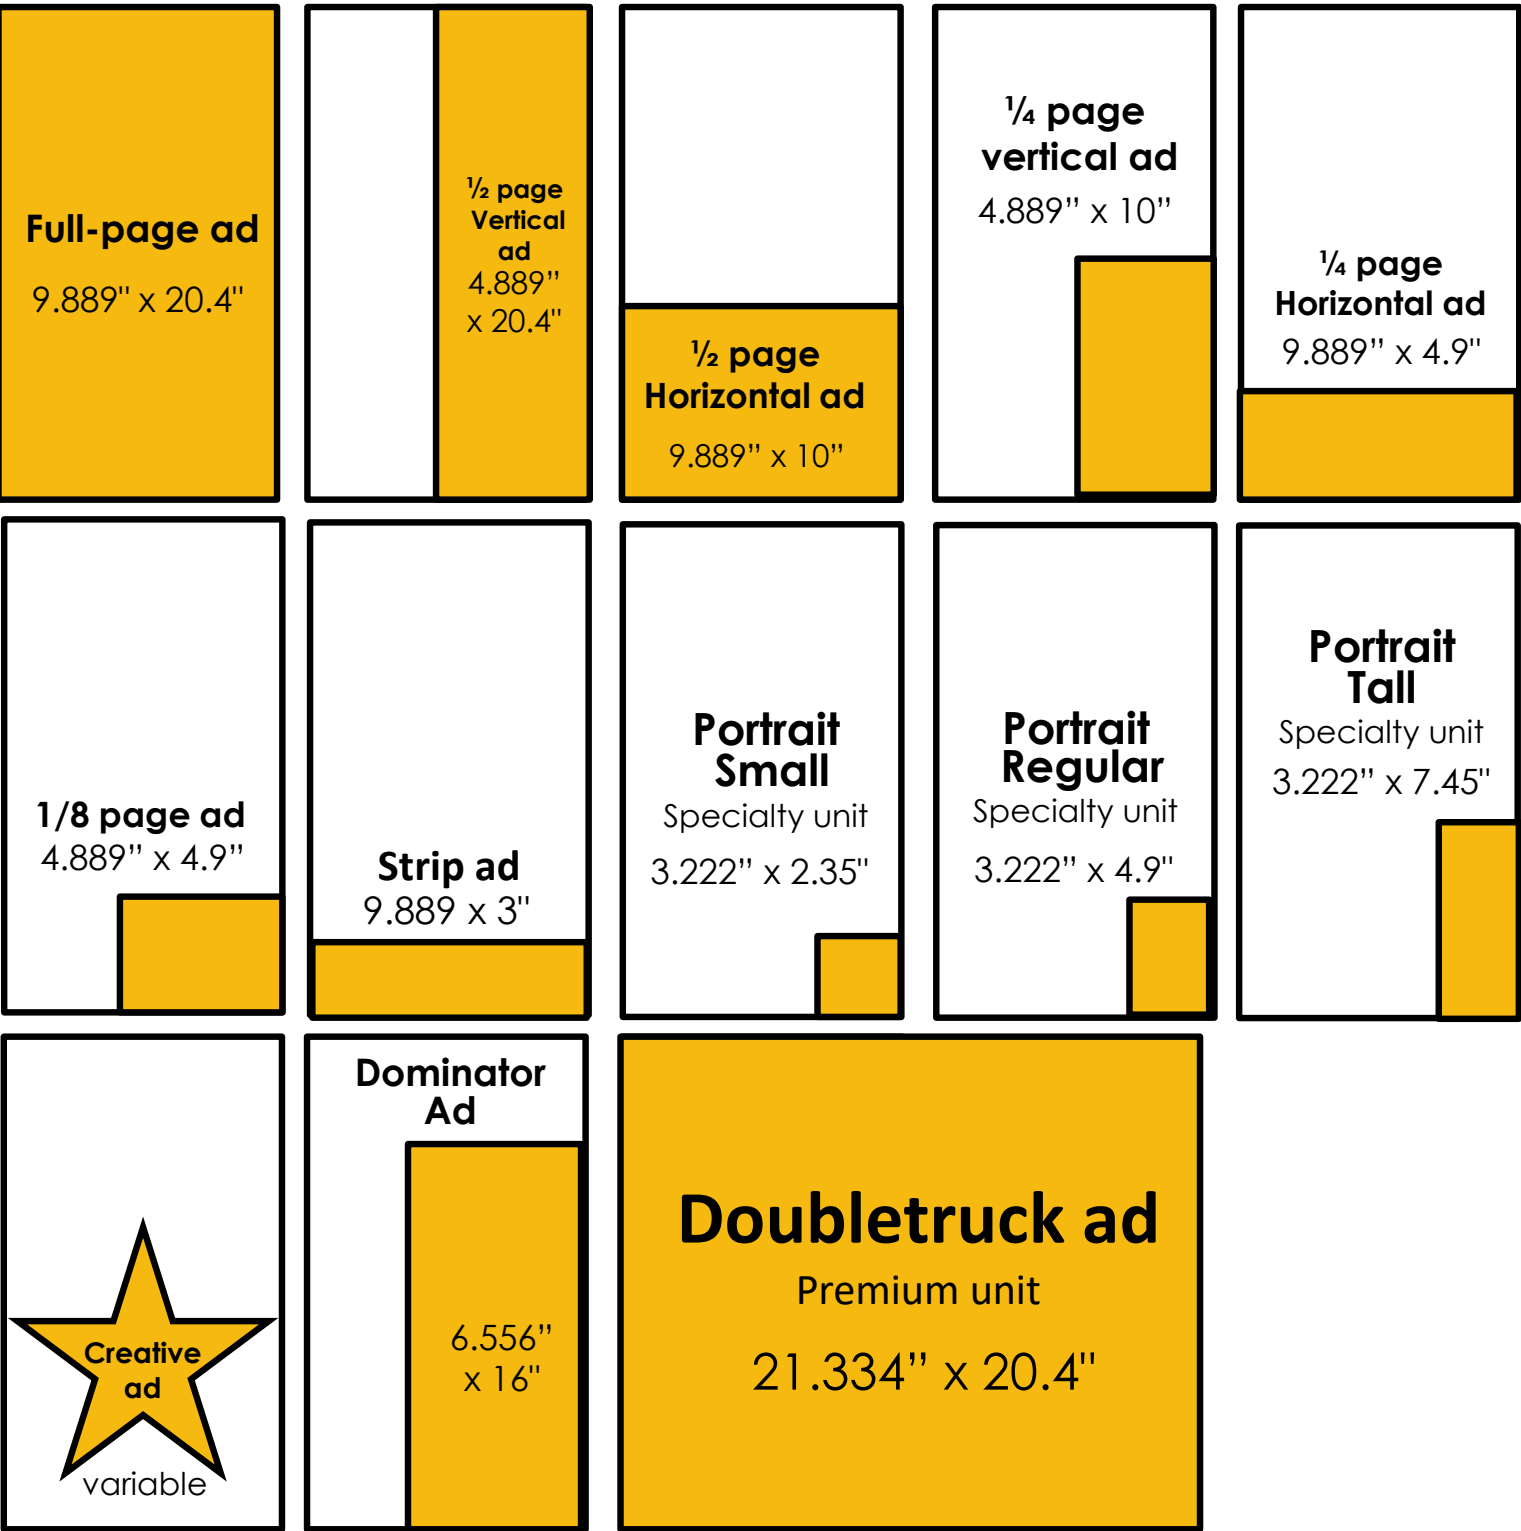 Full-page ad
9.889" x 20.4"
½ page
Vertical
ad
4.889”
x 20.4"
½ page
Horizontal ad
9.889” x 10”
¼ page
vertical ad
4.889” x 10”
¼ page
Horizontal ad
9.889” x 4.9"
1/8 page ad
4.889” x 4.9”
Strip ad
9.889 x 3"
Portrait
Small
Specialty unit
3.222” x 2.35"
Portrait
Regular
Specialty unit
3.222” x 4.9"
Portrait
Tall
Specialty unit
3.222” x 7.45"
Creative
ad
variable
Dominator
Ad
6.556”
x 16"
Doubletruck ad
Premium unit
21.334” x 20.4"